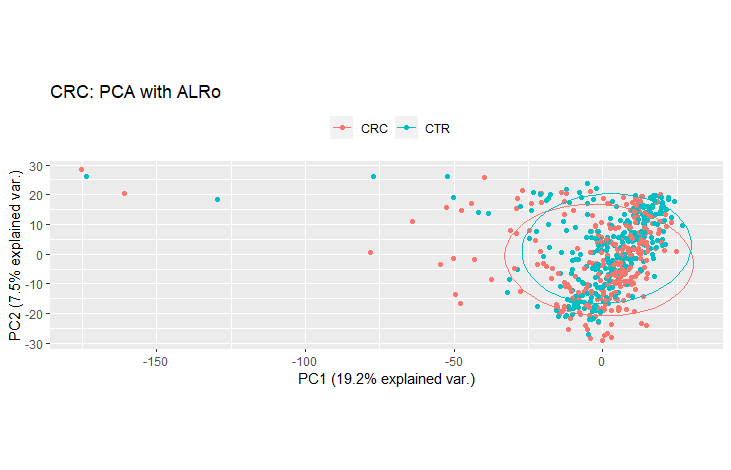 CRC: PCA with ALRo
CRC CTR
30
20
10
0
-10
-20
-30
PC2 (7.5% explained var.)
-150 -100 -50 0
PC1 (19.2% explained var.)